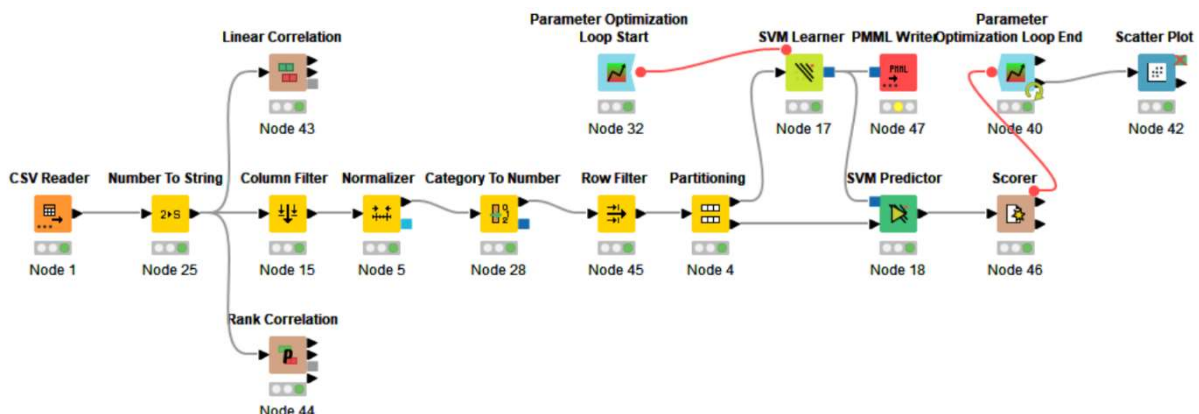 Parameter Optimization
Loop Start
SVM Learner
PMML Writer
Parameter
Optimization Loop End
Scatter Plot
Linear Correlation
PMML
Node 43
Node 32
Node 17
Node 47
Node 40
Node 42
CSV Reader
Number To String
Column Filter
Normalizer
Category To Number
Row Filter
Partitioning
SVM Predictor
Scorer
2 S
Node 1
Node 25
Node 15
Node 5
Node 28
Node 45
Node 4
Node 18
Node 46
Rank Correlation
p
Node 44